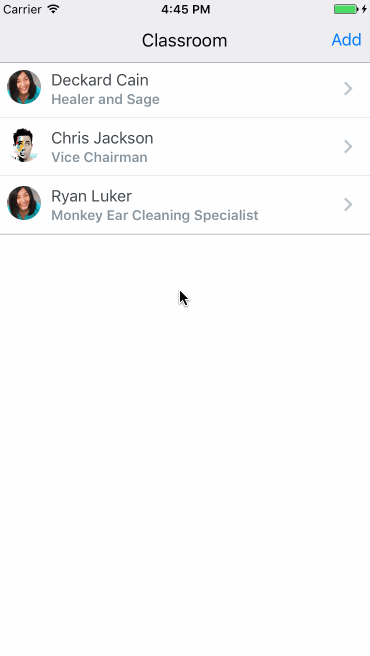 Carrier 4:45 PM
Classroom Add
Deckard Cain
Healer and Sage
Chris Jackson
Vice Chairman
Ryan Luker
Monkey Ear Cleaning Specialist